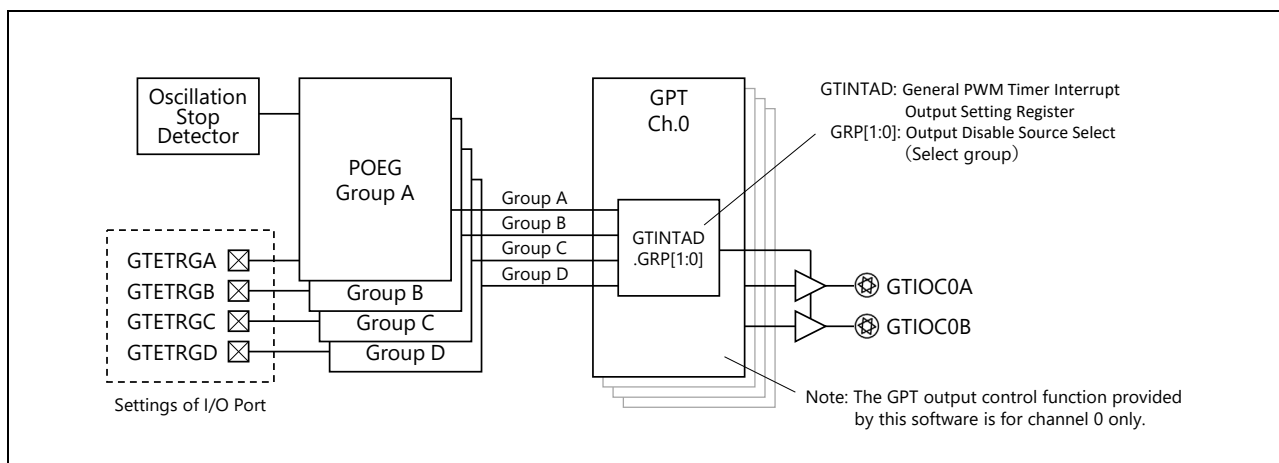 Oscillation
Stop
Detector
POEG
Group A
Group B
Group C
Group D
GTETRGA
GTETRGB
GTETRGC
GTETRGD
Settings of I/O Port
Group A
Group B
Group C
Group D
GPT
Ch.0
GTINTAD
.GRP[1:0]
GTINTAD: General PWM Timer Interrupt
Output Setting Register
GRP[1:0]: Output Disable Source Select
（Select group）
GTIOC0A
GTIOC0B
Note: The GPT output control function provided
by this software is for channel 0 only.